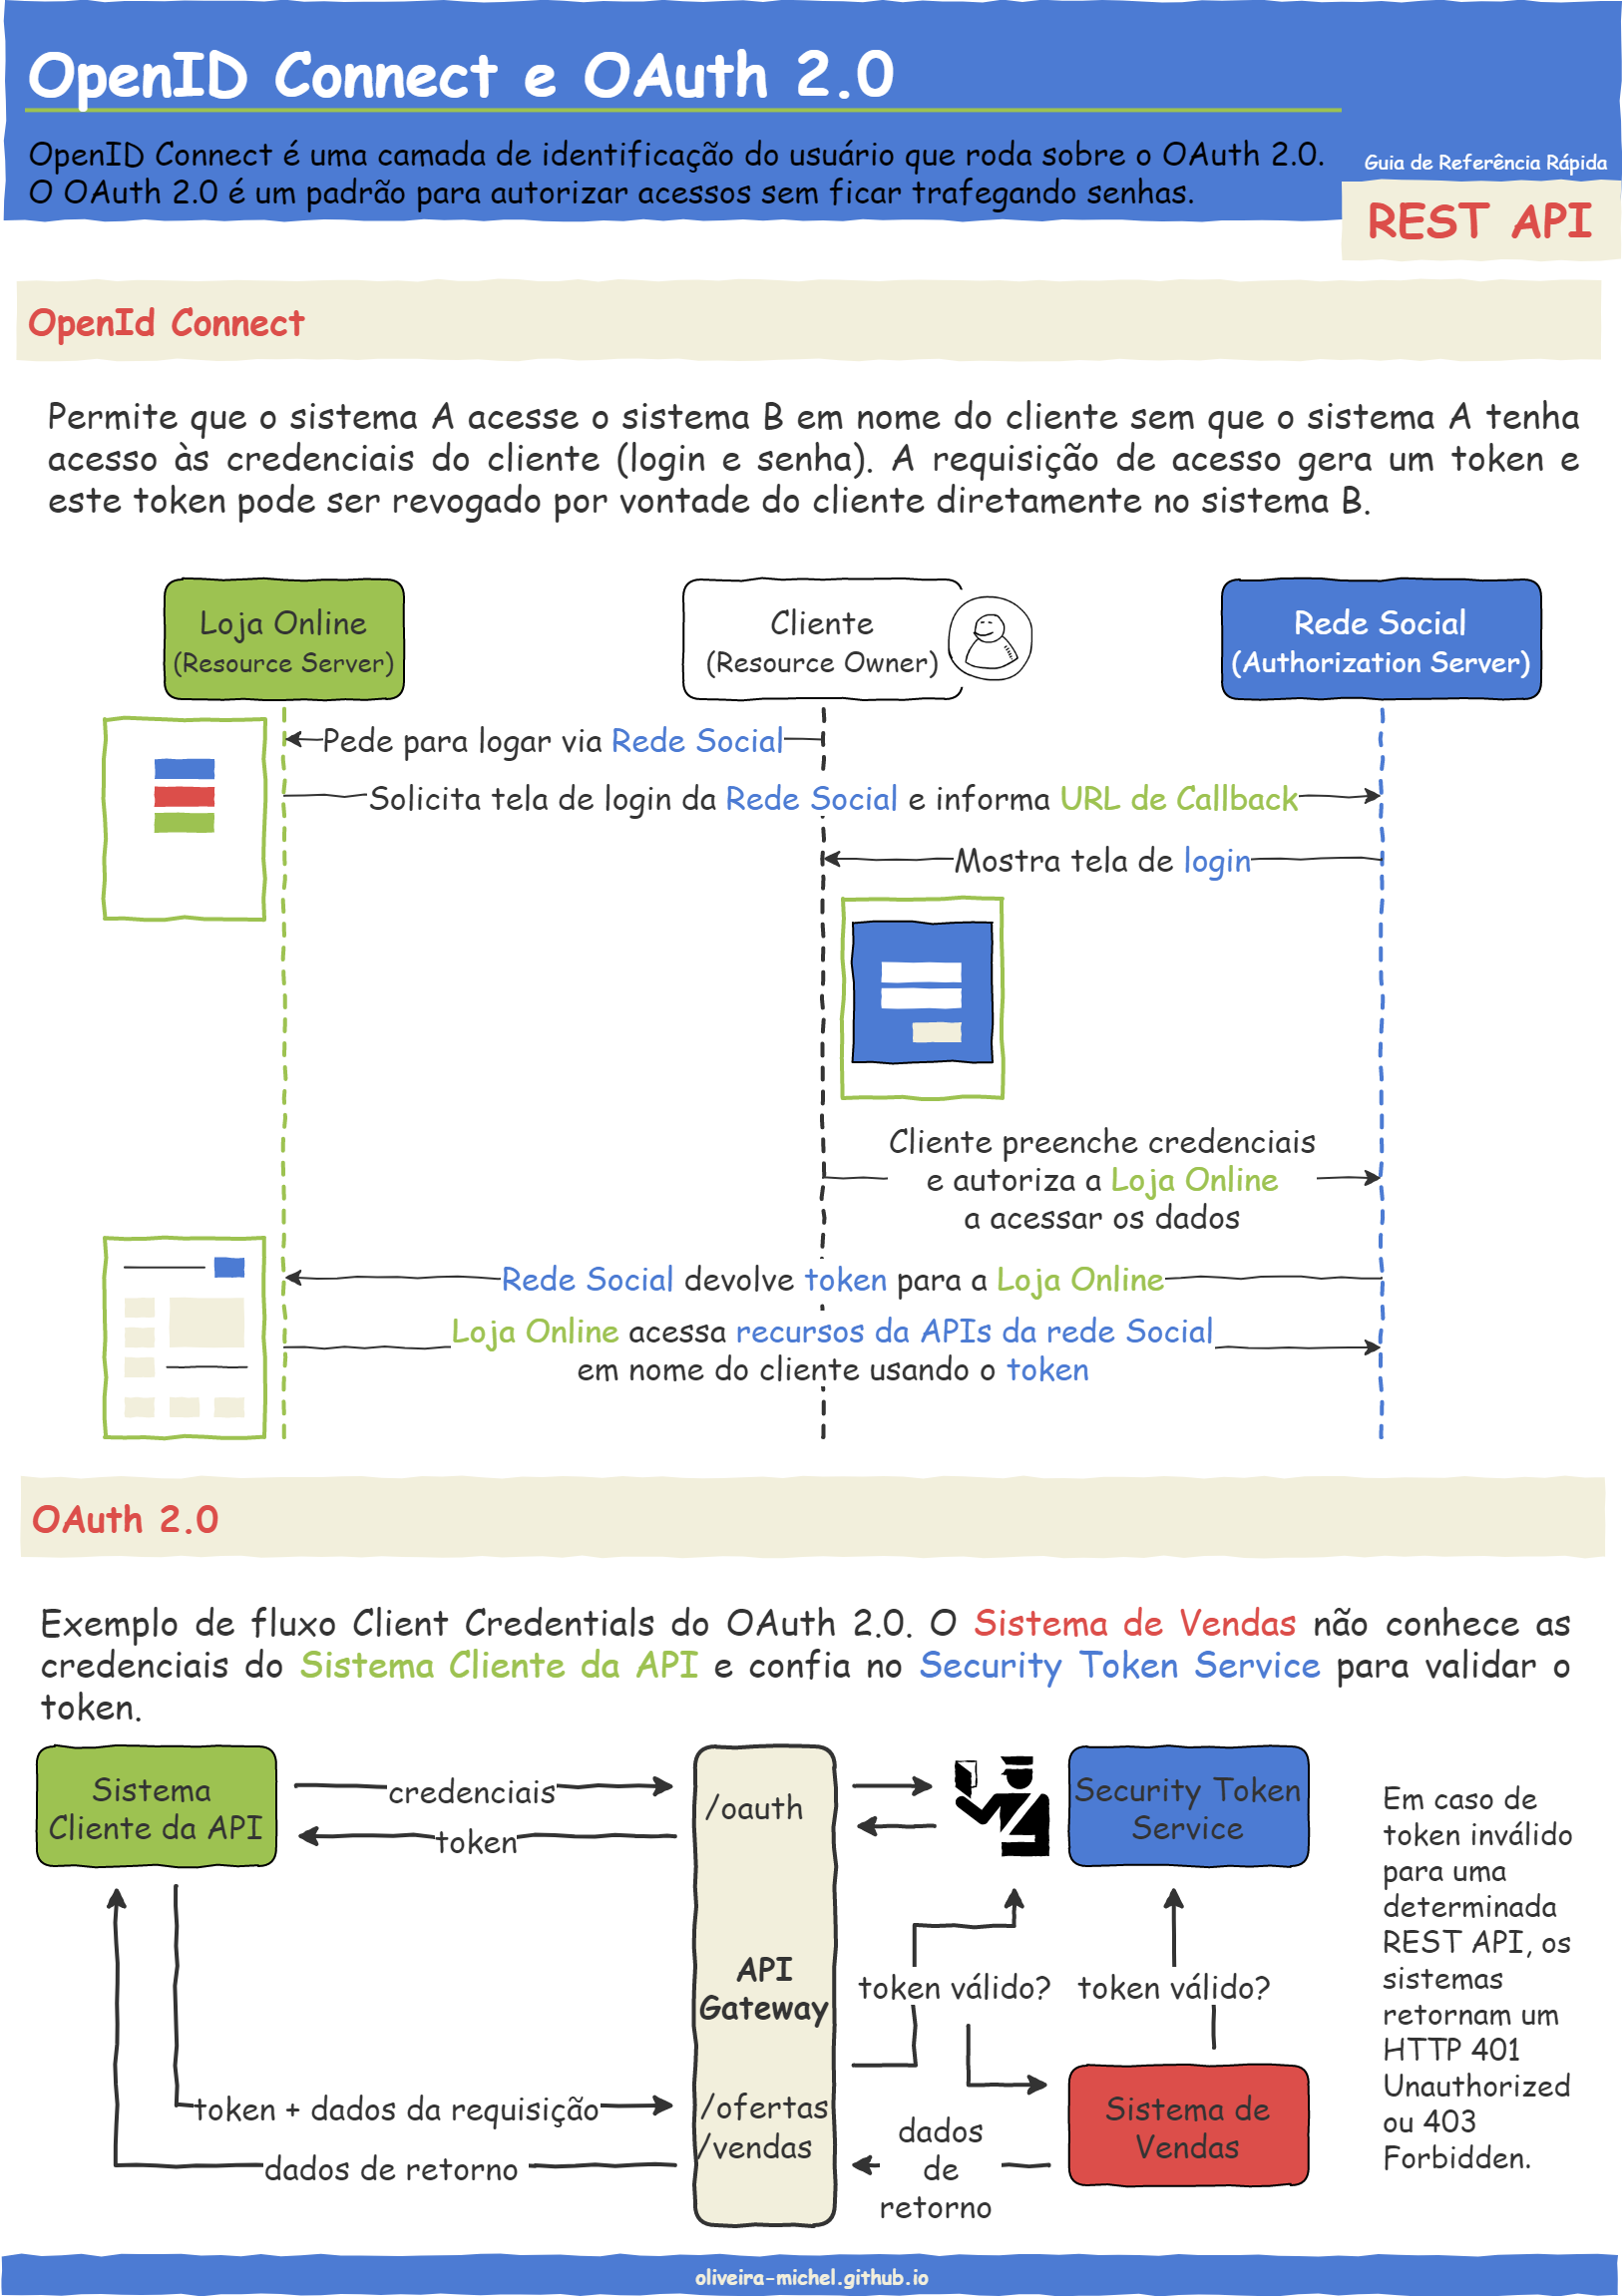 OpenID Connect e OAuth 2.0
OpenID Connect é uma camada de identificação do usuário que roda sobre o OAuth 2.0.
O OAuth 2.0 é um padrão para autorizar acessos sem ficar trafegando senhas.
Guia de Referência Rápida
REST API
OpenId Connect
Permite que o sistema A acesse o sistema B em nome do cliente sem que o sistema A tenha
acesso às credenciais do cliente (login e senha). A requisição de acesso gera um token e
este token pode ser revogado por vontade do cliente diretamente no sistema B.
Loja Online
(Resource Server)
Cliente
(Resource Owner)
Rede Social
(Authorization Server)
Pede para logar via Rede Social
Solicita tela de login da Rede Social e informa URL de Callback
Mostra tela de login
Cliente preenche credenciais
e autoriza a Loja Online
a acessar os dados
Rede Social devolve token para a Loja Online
Loja Online acessa recursos da APIs da rede Social
em nome do cliente usando o token
OAuth 2.0
Exemplo de fluxo Client Credentials do OAuth 2.0. O Sistema de Vendas não conhece as
credenciais do Sistema Cliente da API e confia no Security Token Service para validar o
token.
Sistema
Cliente da API
credenciais
token
/oauth
Security Token
Service
API
Gateway
token válido?
token válido?
token + dados da requisição
dados de retorno
/ofertas
/vendas
dados
de
retorno
Sistema de
Vendas
Em caso de
token inválido
para uma
determinada
REST API, os
sistemas
retornam um
HTTP 401
Unauthorized
ou 403
Forbidden.
oliveira-michel.github.io